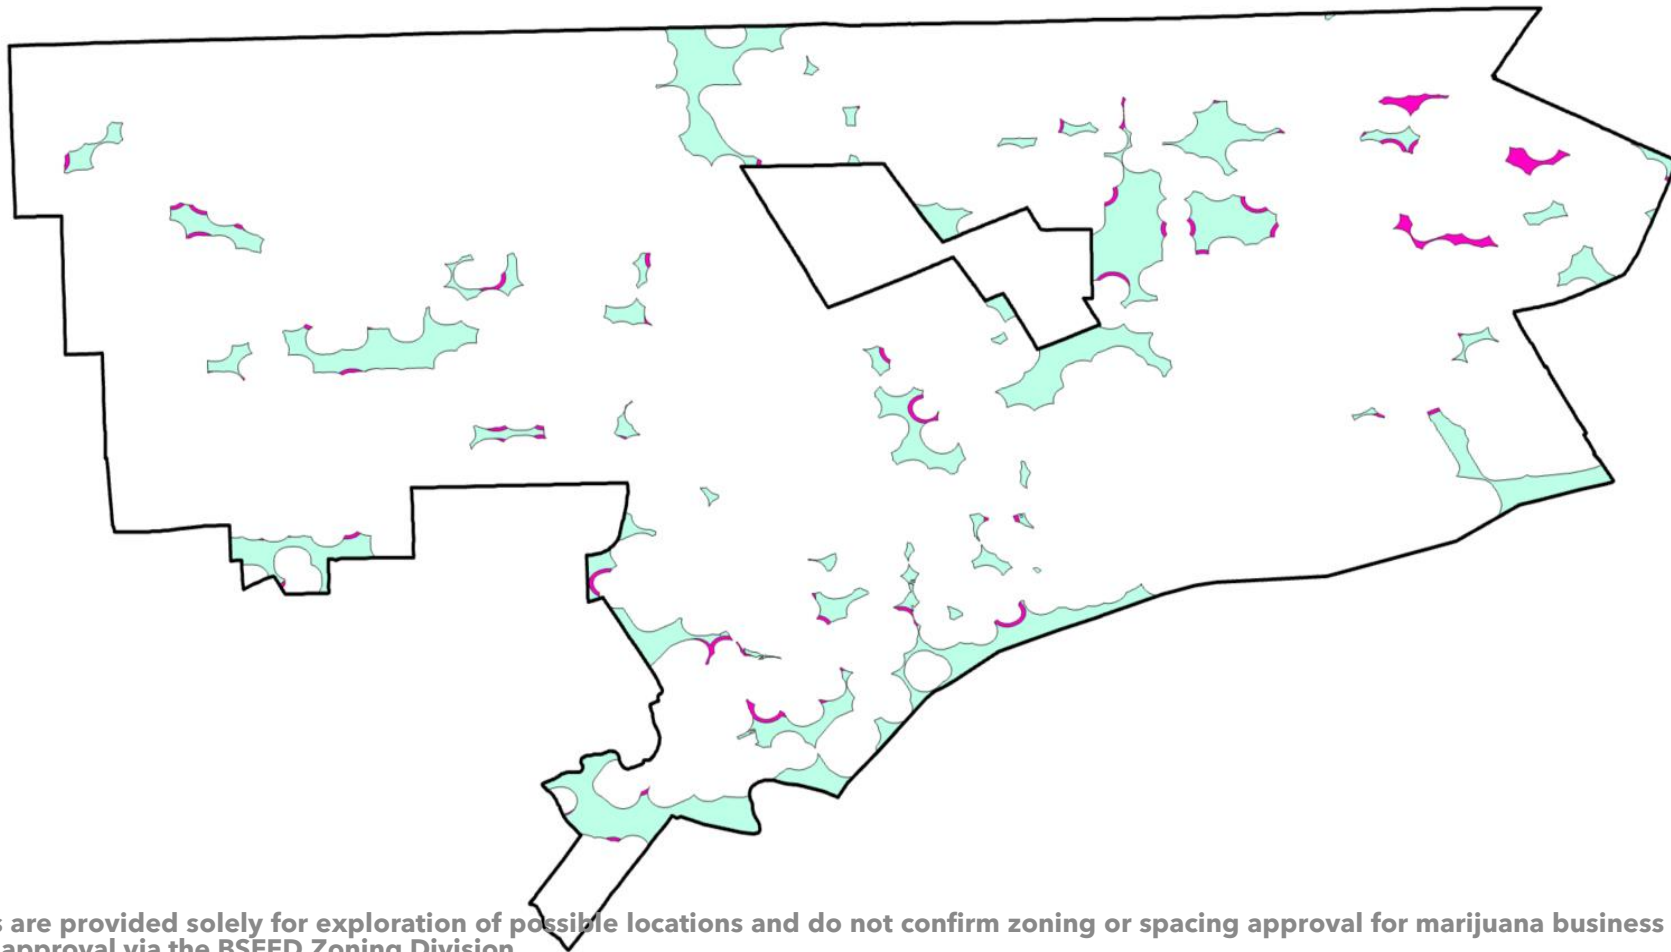 s are provided solely for exploration of possible locations and do not confirm zoning or spacing approval for marijuana business
approval via the BSEED Zoning Division